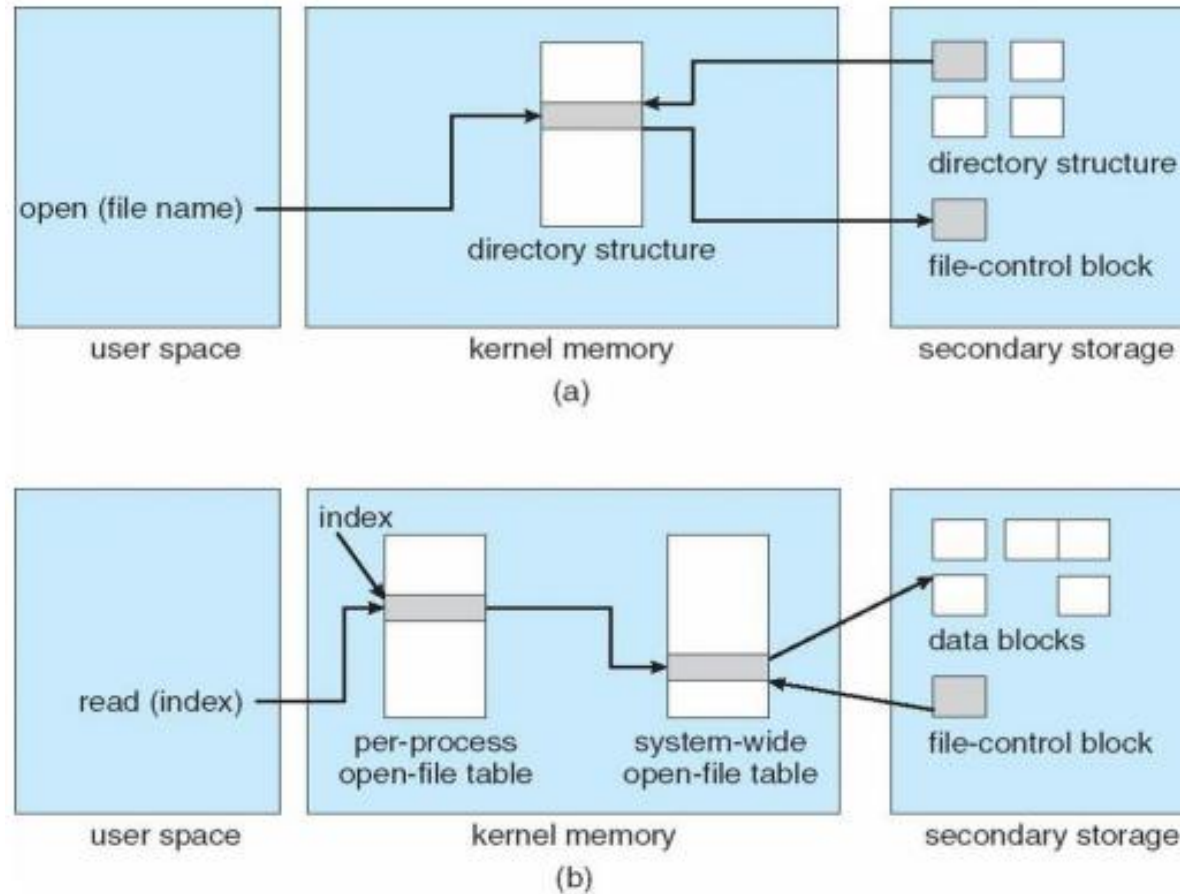 open (file name)
directory structure
directory structure
file-control block
user space
kernel memory
secondary storage
(a)
index
read (index)
per-process
open-file table
system-wide
open-file table
data blocks
file-control block
user space
kernel memory
secondary storage
(b)